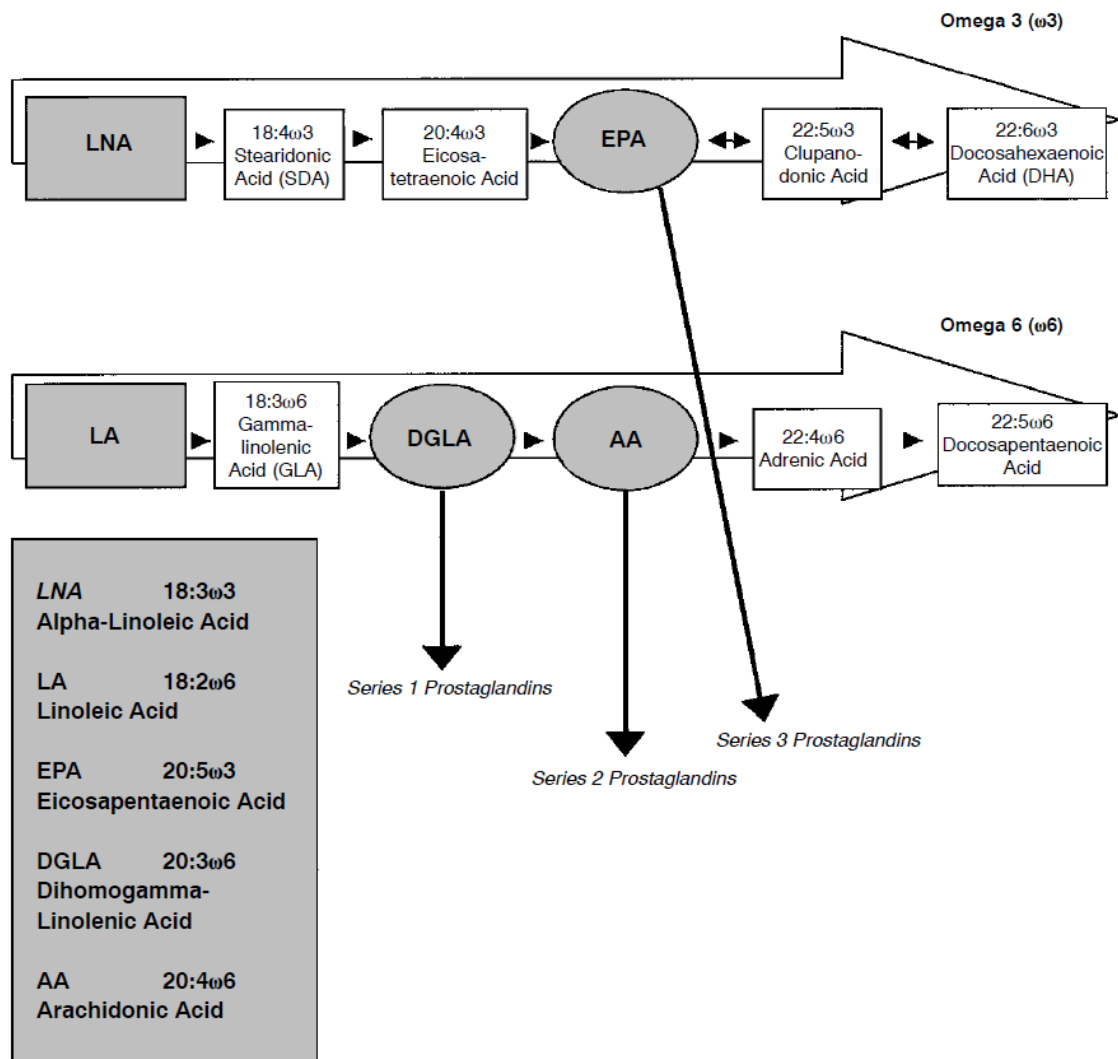 Omega 3 (ω3)
LNA
18:4ω3
Stearidonic
Acid (SDA)
20:4ω3
Eicosa-
tetraenoic Acid
EPA
22:5ω3
Clupano-
donic Acid
22:6ω3
Docosahexaenoic
Acid (DHA)
Omega 6 (ω6)
LA
18:3ω6
Gamma-
linolenic
Acid (GLA)
DGLA
AA
22:4ω6
Adrenic Acid
22:5ω6
Docosapentaenoic
Acid
Series 1 Prostaglandins
Series 2 Prostaglandins
Series 3 Prostaglandins
LNA 18:3ω3
Alpha-Linoleic Acid
LA 18:2ω6
Linoleic Acid
EPA 20:5ω3
Eicosapentaenoic Acid
DGLA 20:3ω6
Dihomogamma-
Linolenic Acid
AA 20:4ω6
Arachidonic Acid